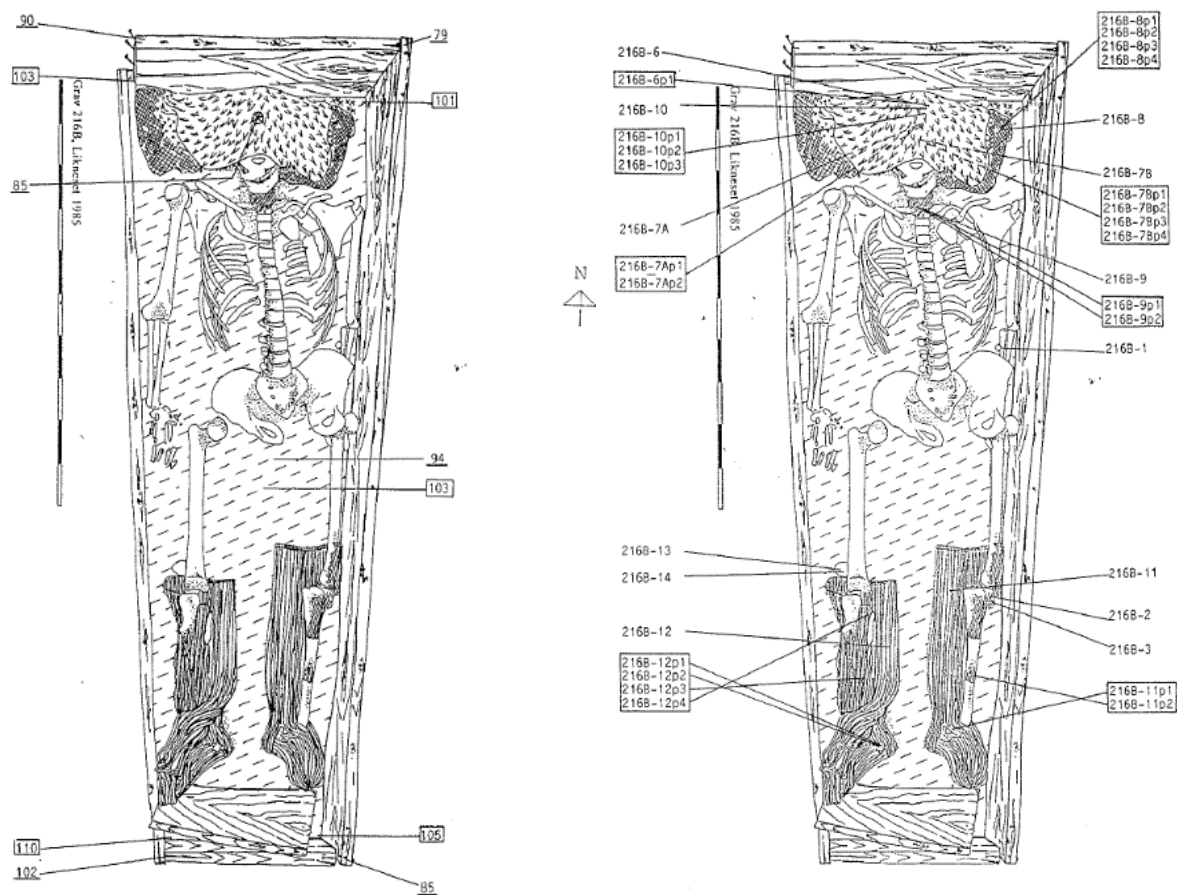 90
79
103
101
Grav 216B, Likneset 1985
85
94
103
110
102
105
85
N
216B-6
216B-6p1
216B-10
216B-10p1
216B-10p2
216B-10p3
216B-7A
216B-7Ap1
216B-7Ap2
Grav 216B, Likneset 1985
216B-8p1
216B-8p2
216B-8p3
216B-8p4
216B-8
216B-7B
216B-7Bp1
216B-7Bp2
216B-7Bp3
216B-7Bp4
216B-9
216B-9p1
216B-9p2
216B-1
216B-13
216B-14
216B-12
216B-12p1
216B-12p2
216B-12p3
216B-12p4
216B-11
216B-2
216B-3
216B-11p1
216B-11p2